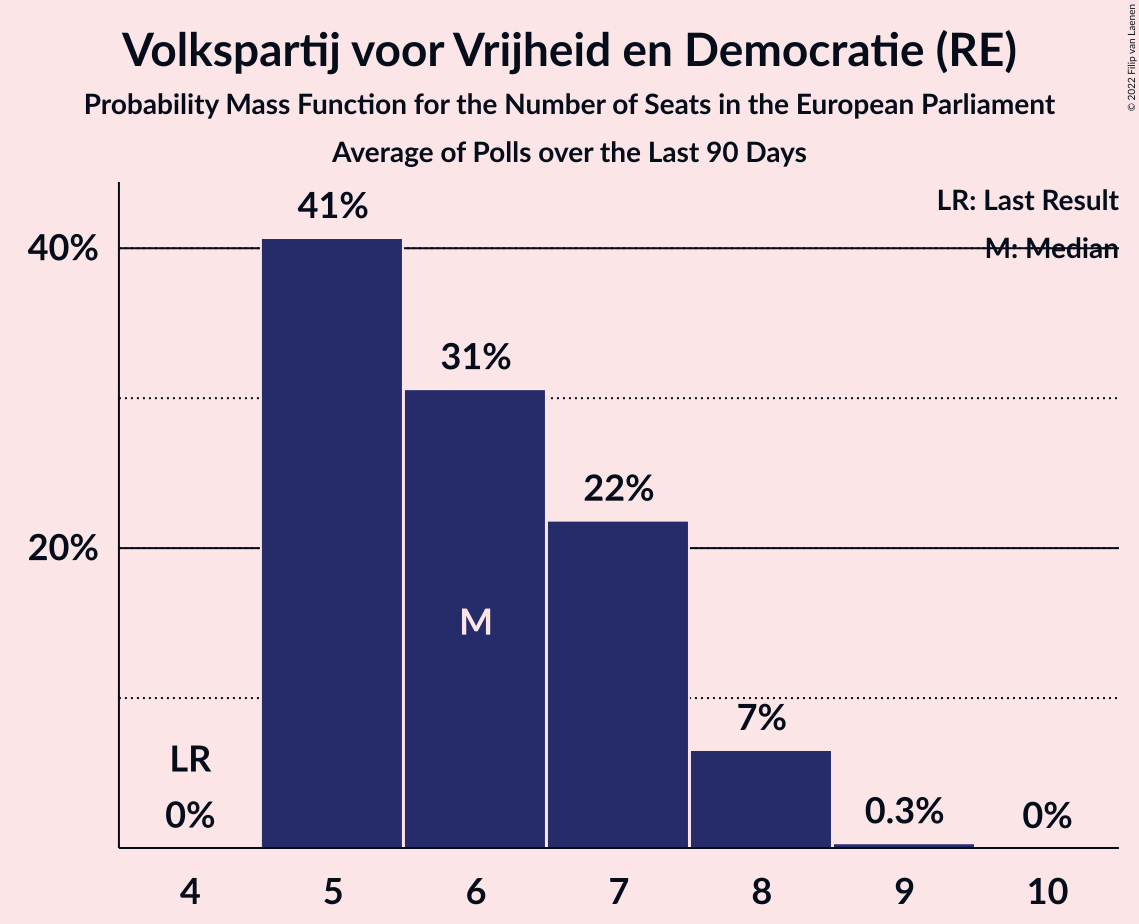 Volkspartij voor Vrijheid en Democratie (RE)
Probability Mass Function for the Number of Seats in the European Parliament
Average of Polls over the Last 90 Days
© 2022 Filip van Laenen
LR: Last Result
M: Median
40%
20%
41%
31%
22%
7%
0.3%
0%
LR
0%
M
4 5 6 7 8 9 10